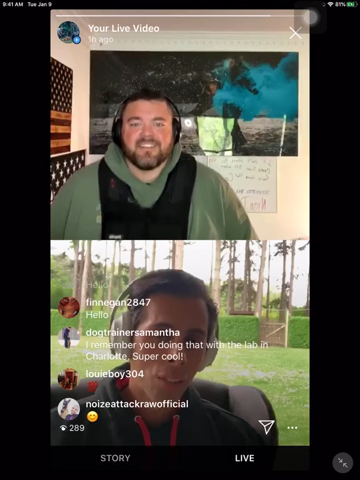 9:41 AM Tue Jan 9
81%
Your Live Video
1h ago
Hello
finnegan2847
Hello
dogtrainersamantha
I remember you doing that with the lab in
Charlotte, Super cool!
louieboy304
noizeattackrawofficial
289
STORY LIVE